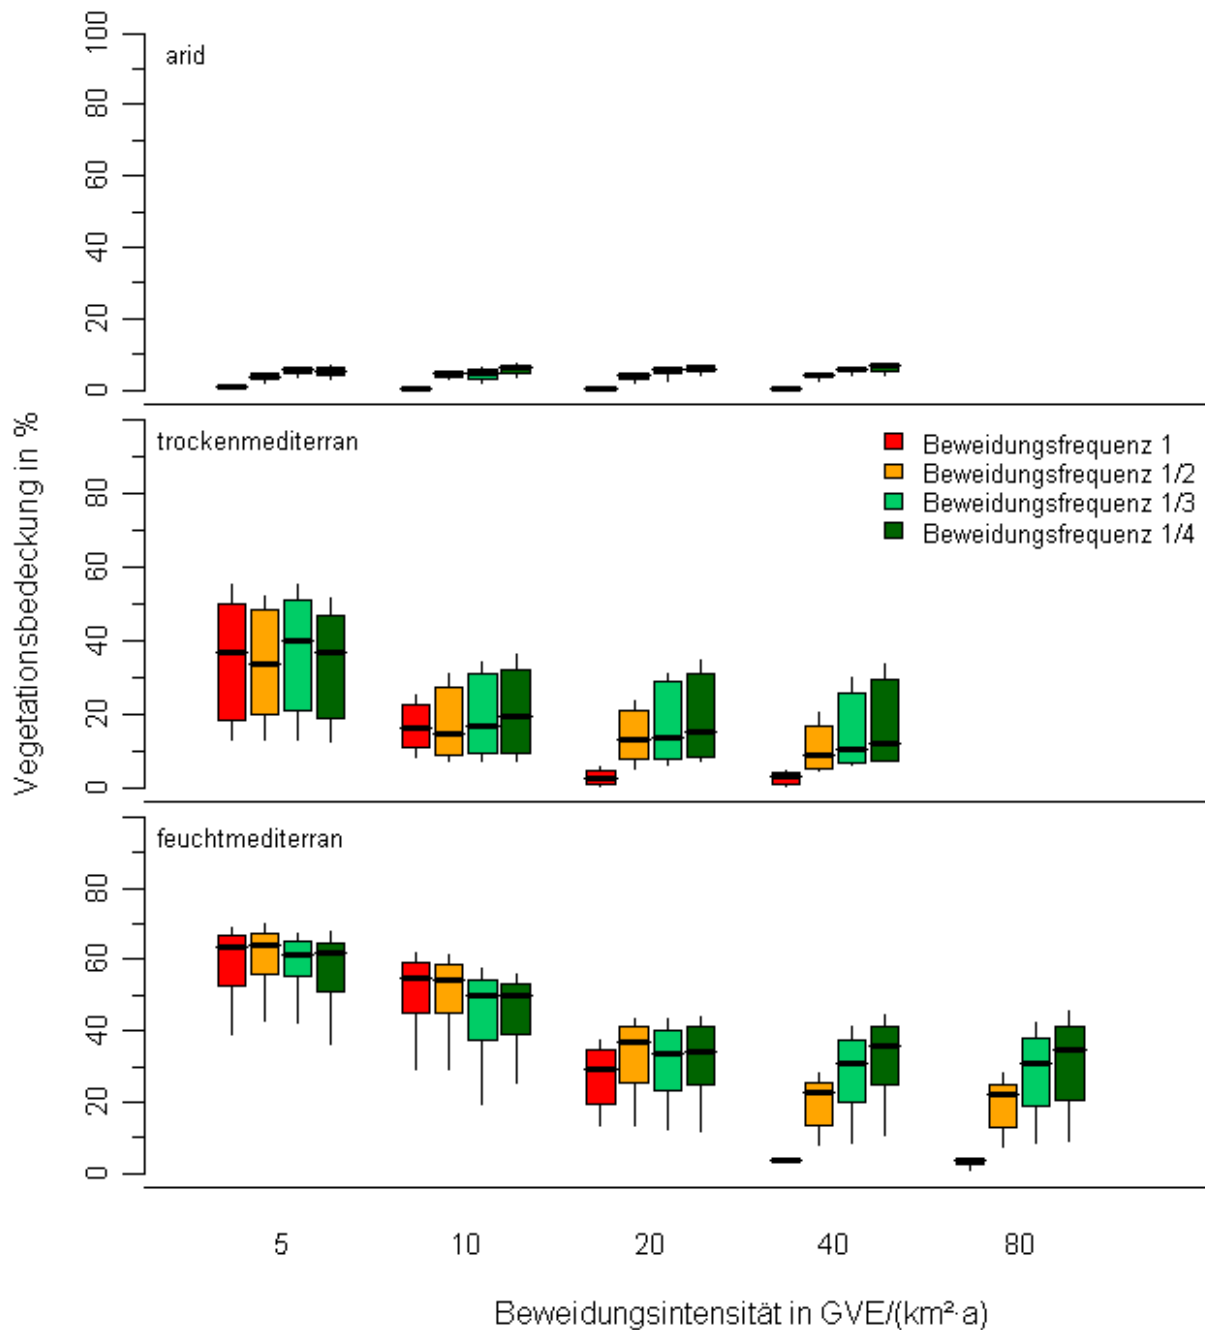 Vegetationsbedeckung in %
100
80
60
40
20
0
arid
80
60
40
20
0
trockenmediterran
Beweidungsfrequenz 1
Beweidungsfrequenz 1/2
Beweidungsfrequenz 1/3
Beweidungsfrequenz 1/4
80
60
40
20
0
feuchtmediterran
5 10 20 40 80
Beweidungsintensität in GVE/(km²·a)